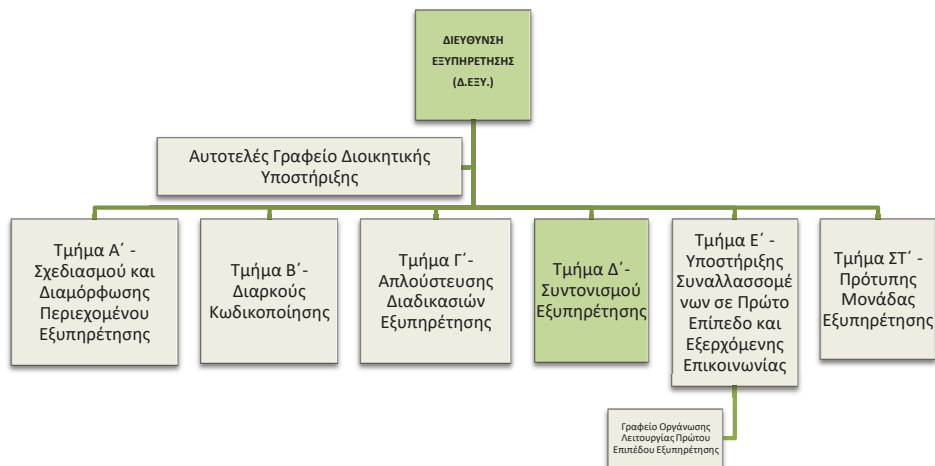 ΔΙΕΥΘΥΝΣΗ
ΕΞΥΠΗΡΕΤΗΣΗΣ
(Δ.ΕΞΥ.)
Αυτοτελές Γραφείο Διοικητικής
Υποστήριξης
Τμήμα Α΄ -
Σχεδιασμού και
Διαμόρφωσης
Περιεχομένου
Εξυπηρέτησης
Τμήμα Β΄-
Διαρκούς
Κωδικοποίησης
Τμήμα Γ΄-
Απλούστευσης
Διαδικασιών
Εξυπηρέτησης
Τμήμα Δ΄-
Συντονισμού
Εξυπηρέτησης
Τμήμα Ε΄ -
Υποστήριξης
Συναλλασσομέ
νων σε Πρώτο
Επίπεδο και
Εξερχόμενης
Επικοινωνίας
Τμήμα ΣΤ΄ -
Πρότυπης
Μονάδας
Εξυπηρέτησης
Γραφείο Οργάνωσης
Λειτουργίας Πρώτου
Επιπέδου Εξυπηρέτησης